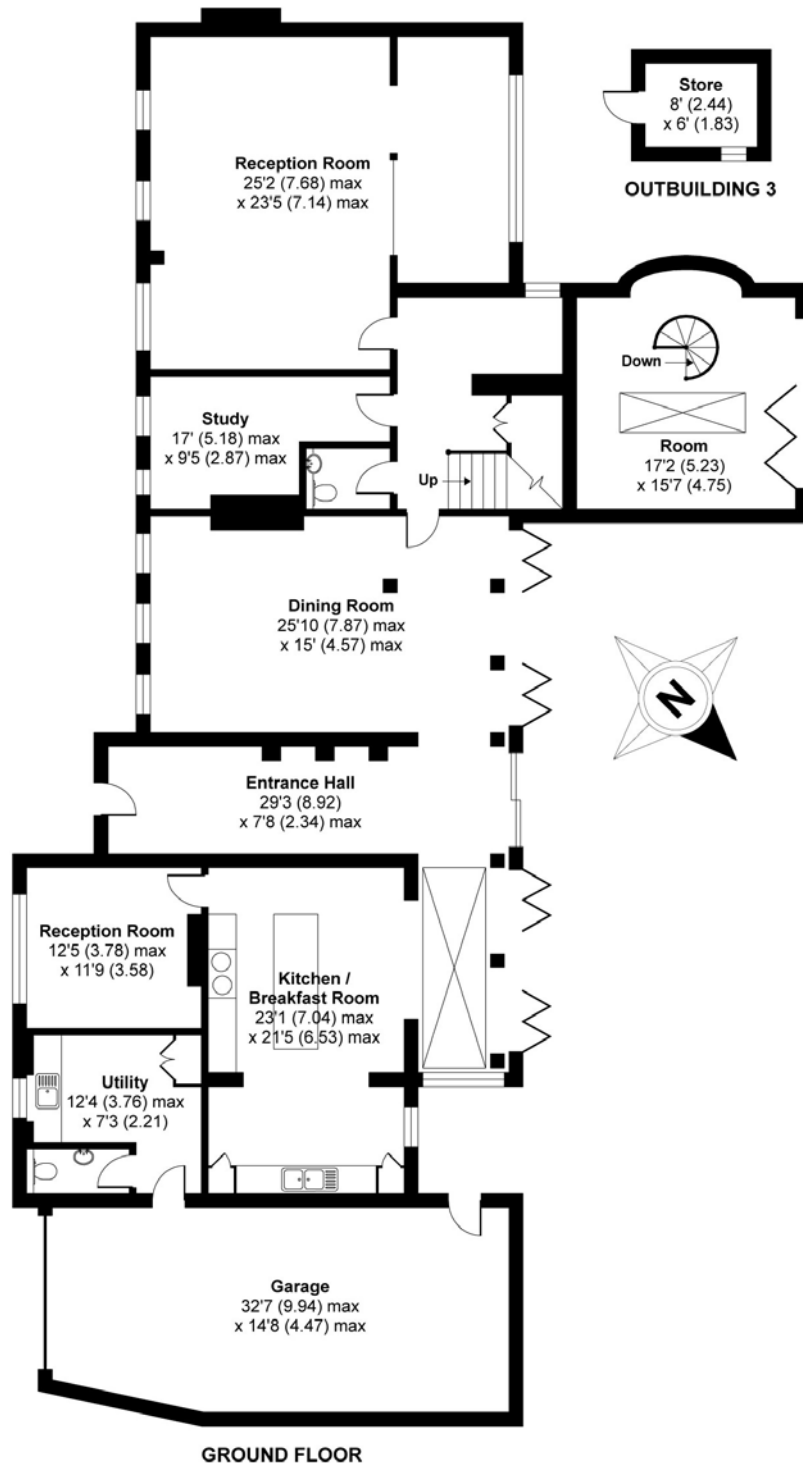 Reception Room
25'2 (7.68) max
x 23'5 (7.14) max
Store
8' (2.44)
x 6' (1.83)
OUTBUILDING 3
Study
17' (5.18) max
x 9'5 (2.87) max
Up
Down
Room
17'2 (5.23)
x 15'7 (4.75)
Dining Room
25'10 (7.87) max
x 15' (4.57) max
N
Entrance Hall
29'3 (8.92)
x 7'8 (2.34) max
Reception Room
12'5 (3.78) max
x 11'9 (3.58)
Kitchen /
Breakfast Room
23'1 (7.04) max
x 21'5 (6.53) max
Utility
12'4 (3.76) max
x 7'3 (2.21)
Garage
32'7 (9.94) max
x 14'8 (4.47) max
GROUND FLOOR